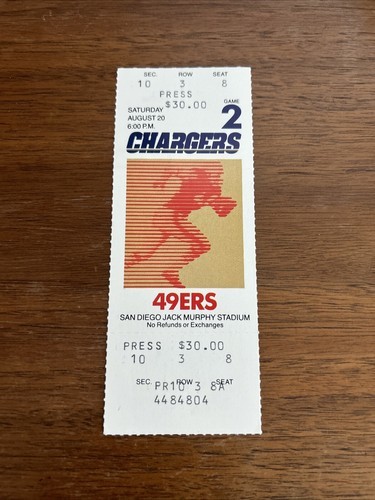 SEC. ROW SEAT
10 3 8
PRESS
$30.00
SATURDAY
AUGUST 20
6:00 P.M.
GAME
2
CHARGERS
49ERS
SAN DIEGO JACK MURPHY STADIUM
No Refunds or Exchanges
PRESS $30.00
10 3 8
SEC. ROW SEAT
PR10 3 8A
4484804